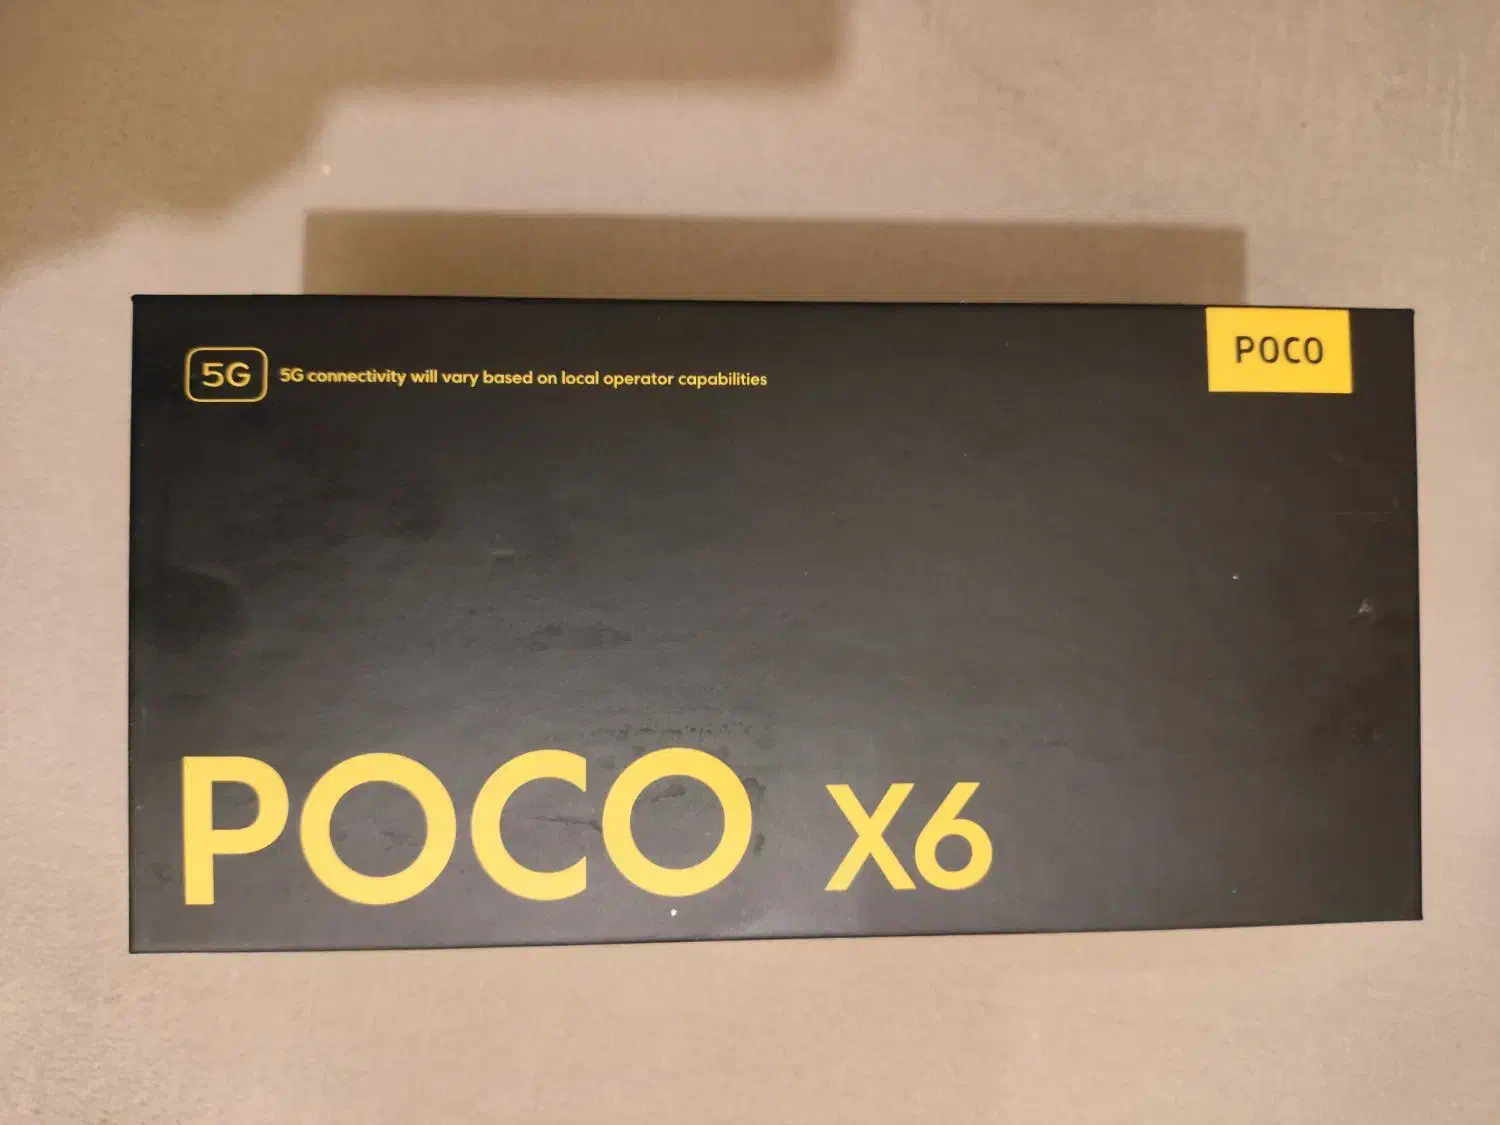 5G 5G connectivity will vary based on local operator capabilities
POCO
POCO X6